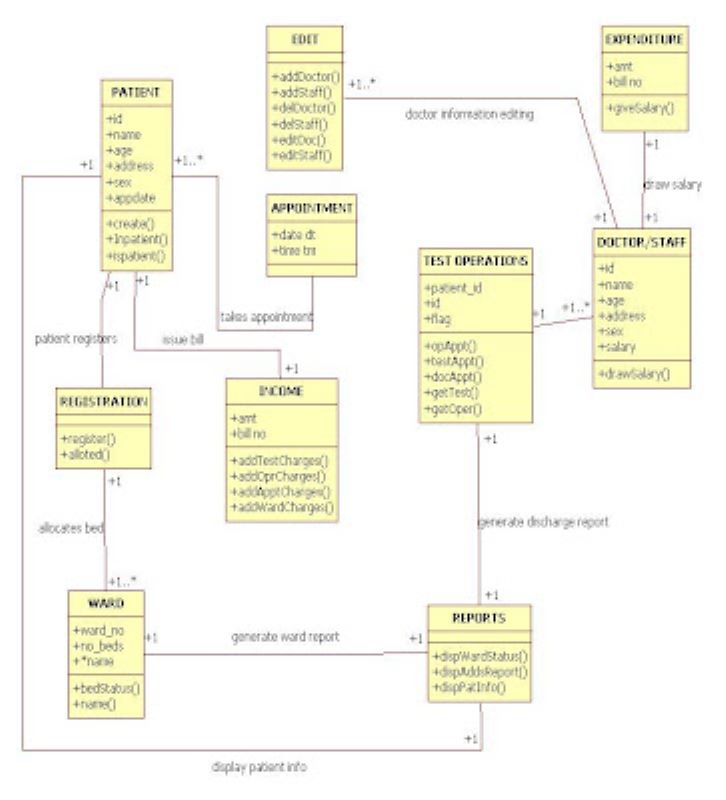 EDIT
+addDoctor()
+addStaff()
+delDoctor()
+delStaff()
+editDoc()
+editStaff()
+1..*
doctor information editing
+1
EXPENDITURE
+amt
+bill no
+giveSalary()
+1
draw salary
+1
PATIENT
+id
+name
+age
+address
+sex
+appdate
+create()
+Inpatient()
+ispatient()
+1
+1..*
+1
+1
APPOINTMENT
+date dt
+time tm
takes appointment
DOCTOR/STAFF
+id
+name
+age
+address
+sex
+salary
+drawSalary()
+1..*
TEST OPERATIONS
+patient_id
+id
+flag
+opAppt()
+testAppt()
+docAppt()
+getTest()
+getOper()
+1
+1
patient registers
issue bill
+1
REGISTRATION
+register()
+alloted()
+1
INCOME
+amt
+bill no
+addTestCharges()
+addOprCharges()
+addApptCharges()
+addWardCharges()
allocates bed
generate discharge report
+1..*
+1
WARD
+ward_no
+no_beds
+*name
+bedStatus()
+name()
+1
generate ward report
+1
REPORTS
+dispWardStatus()
+dispAddsReport()
+dispPatInfo()
+1
display patient info